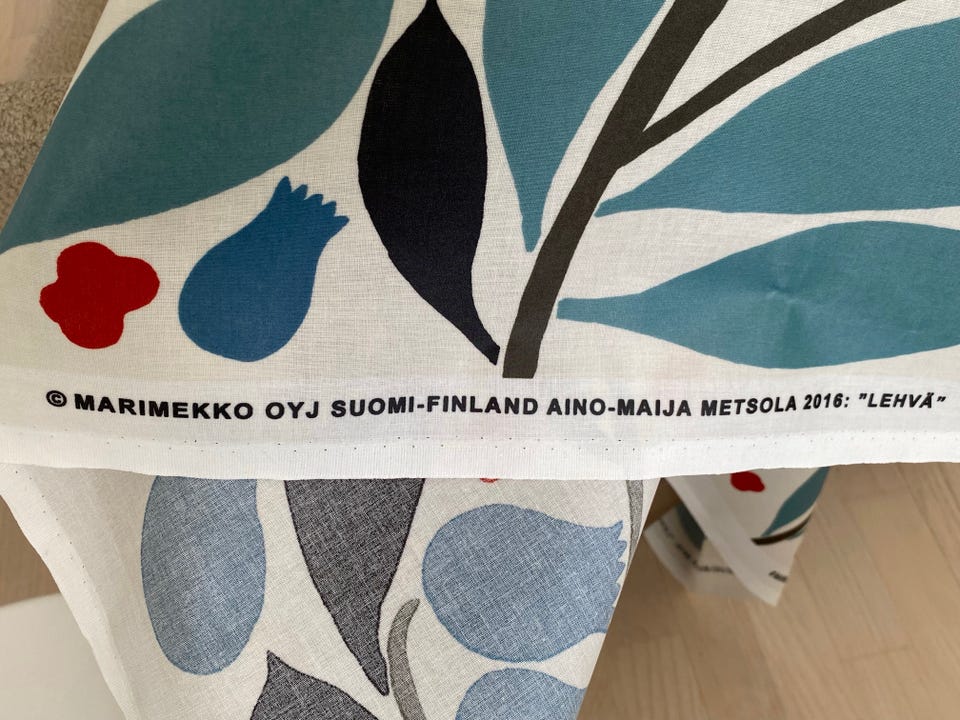 © MARIMEKKO OYJ SUOMI-FINLAND AINO-MAIJA METSOLA 2016: ”LEHVÄ”